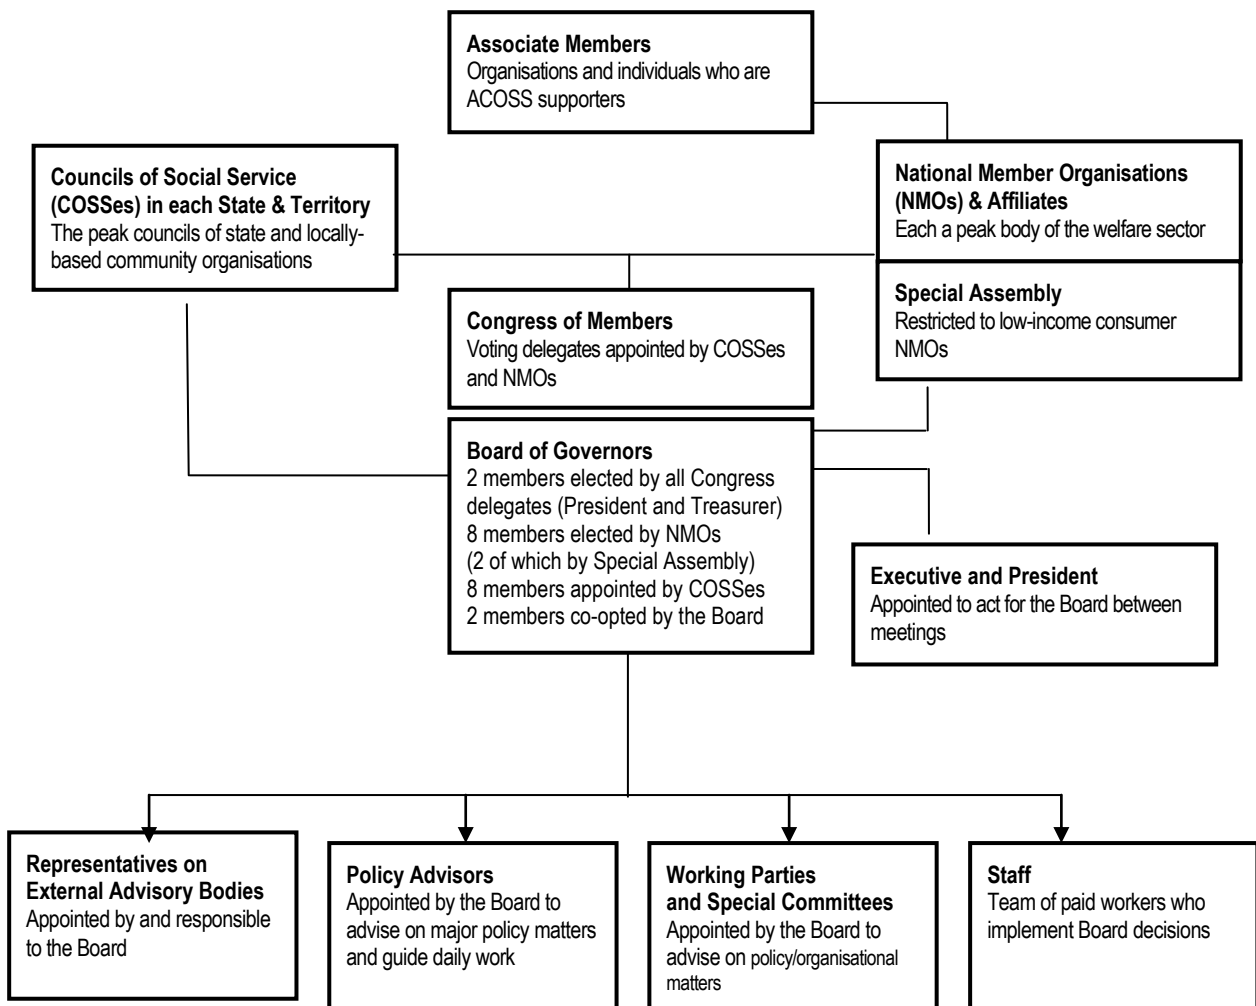 Associate Members
Organisations and individuals who are
ACOSS supporters
Councils of Social Service
(COSSes) in each State & Territory
The peak councils of state and locally-
based community organisations
National Member Organisations
(NMOs) & Affiliates
Each a peak body of the welfare sector
Special Assembly
Restricted to low-income consumer
NMOs
Congress of Members
Voting delegates appointed by COSSes
and NMOs
Board of Governors
2 members elected by all Congress
delegates (President and Treasurer)
8 members elected by NMOs
(2 of which by Special Assembly)
8 members appointed by COSSes
2 members co-opted by the Board
Executive and President
Appointed to act for the Board between
meetings
Representatives on
External Advisory Bodies
Appointed by and responsible
to the Board
Policy Advisors
Appointed by the Board to
advise on major policy matters
and guide daily work
Working Parties
and Special Committees
Appointed by the Board to
advise on policy/organisational
matters
Staff
Team of paid workers who
implement Board decisions